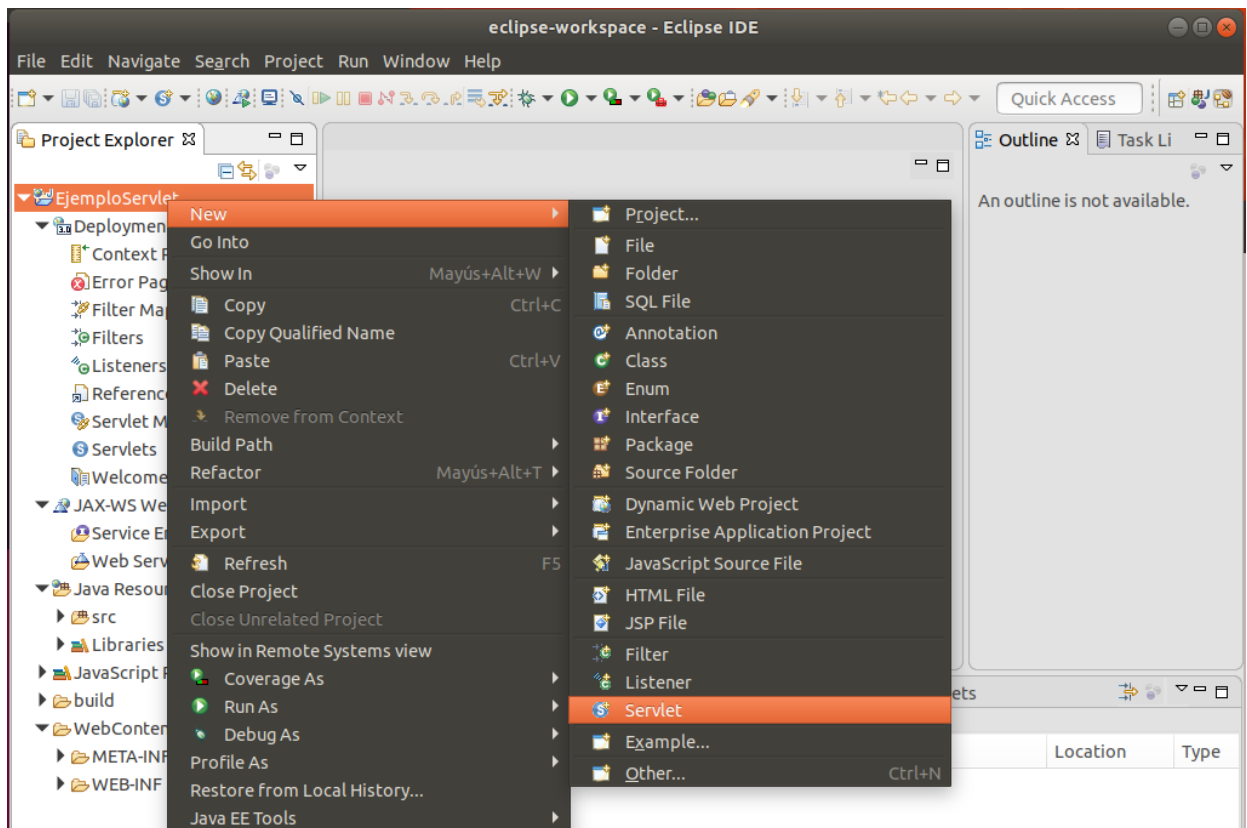 eclipse-workspace - Eclipse IDE
File Edit Navigate Search Project Run Window Help
Quick Access
Project Explorer
Outline
Task Li
An outline is not available.
EjemploServlet
Deploymen
Context P
Error Pag
Filter Ma
Filters
Listeners
Referenc
Servlet M
Servlets
Welcome
JAX-WS We
Service E
Web Serv
Java Resou
src
Libraries
JavaScript
build
WebConten
META-INF
WEB-INF
New
Go Into
Show In Mayús+Alt+W
Copy Ctrl+C
Copy Qualified Name
Paste Ctrl+V
Delete
Remove from Context
Build Path
Refactor Mayús+Alt+T
Import
Export
Refresh F5
Close Project
Close Unrelated Project
Show in Remote Systems view
Coverage As
Run As
Debug As
Profile As
Restore from Local History...
Java EE Tools
Project...
File
Folder
SQL File
Annotation
Class
Enum
Interface
Package
Source Folder
Dynamic Web Project
Enterprise Application Project
JavaScript Source File
HTML File
JSP File
Filter
Listener
Servlet
Example...
Other... Ctrl+N
ets
Location Type